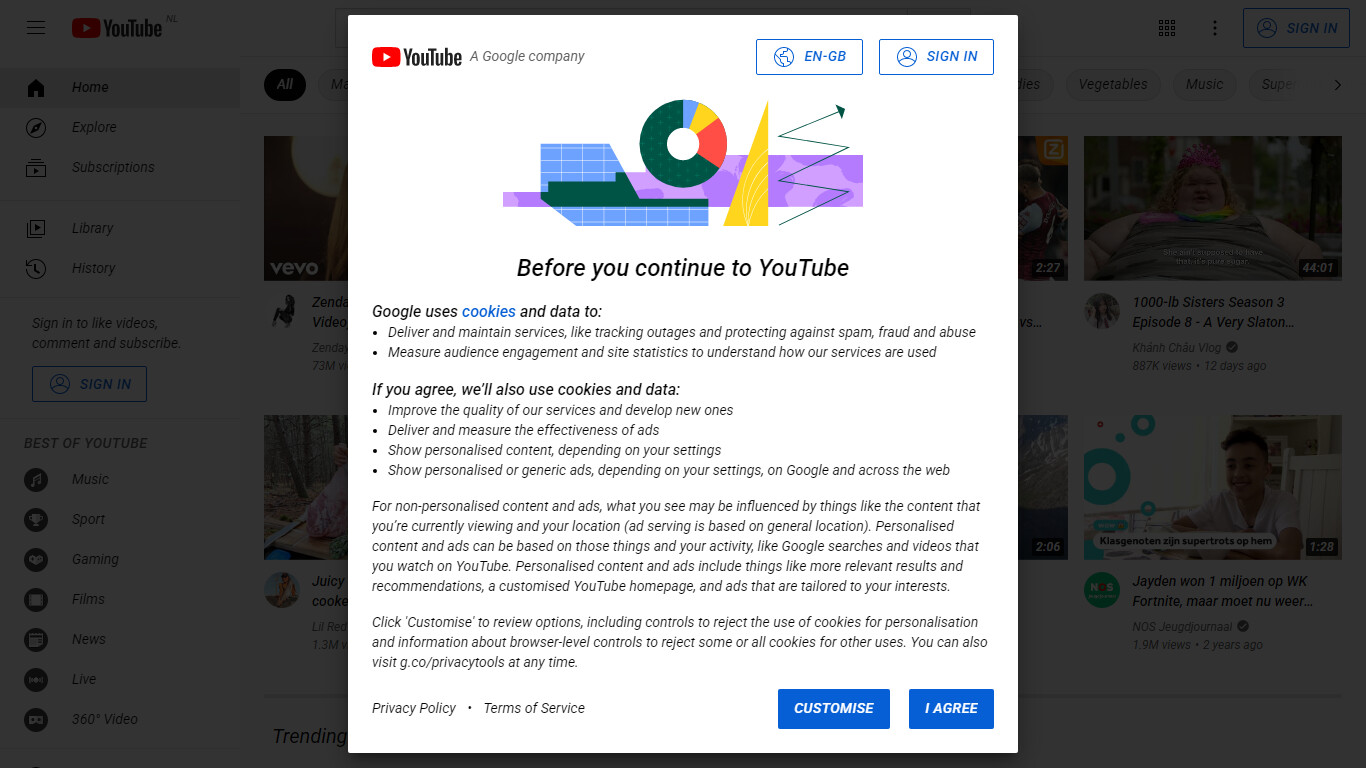 YouTube NL
SIGN IN
Home
Explore
Subscriptions
Library
History
Sign in to like videos,
comment and subscribe.
SIGN IN
BEST OF YOUTUBE
Music
Sport
Gaming
Films
News
Live
360° Video
All
Vegetables
Music
vevo
Zenda
Video,
Zenday
73M v
2:27
vs...
She isn't supposed to have
that. It's pure sugar.
44:01
1000-lb Sisters Season 3
Episode 8 - A Very Slaton...
Khánh Châu Vlog
887K views • 12 days ago
Juicy
cooke
Lil Red
1.3M v
2:06
Klasgenoten zijn supertrots op hem
1:28
NOS
Jayden won 1 miljoen op WK
Fortnite, maar moet nu weer...
NOS Jeugdjournaal
1.9M views • 2 years ago
Trending
YouTube A Google company
EN-GB
SIGN IN
Before you continue to YouTube
Google uses cookies and data to:
• Deliver and maintain services, like tracking outages and protecting against spam, fraud and abuse
• Measure audience engagement and site statistics to understand how our services are used
If you agree, we'll also use cookies and data:
• Improve the quality of our services and develop new ones
• Deliver and measure the effectiveness of ads
• Show personalised content, depending on your settings
• Show personalised or generic ads, depending on your settings, on Google and across the web
For non-personalised content and ads, what you see may be influenced by things like the content that
you're currently viewing and your location (ad serving is based on general location). Personalised
content and ads can be based on those things and your activity, like Google searches and videos that
you watch on YouTube. Personalised content and ads include things like more relevant results and
recommendations, a customised YouTube homepage, and ads that are tailored to your interests.
Click 'Customise' to review options, including controls to reject the use of cookies for personalisation
and information about browser-level controls to reject some or all cookies for other uses. You can also
visit g.co/privacytools at any time.
Privacy Policy • Terms of Service
CUSTOMISE
I AGREE